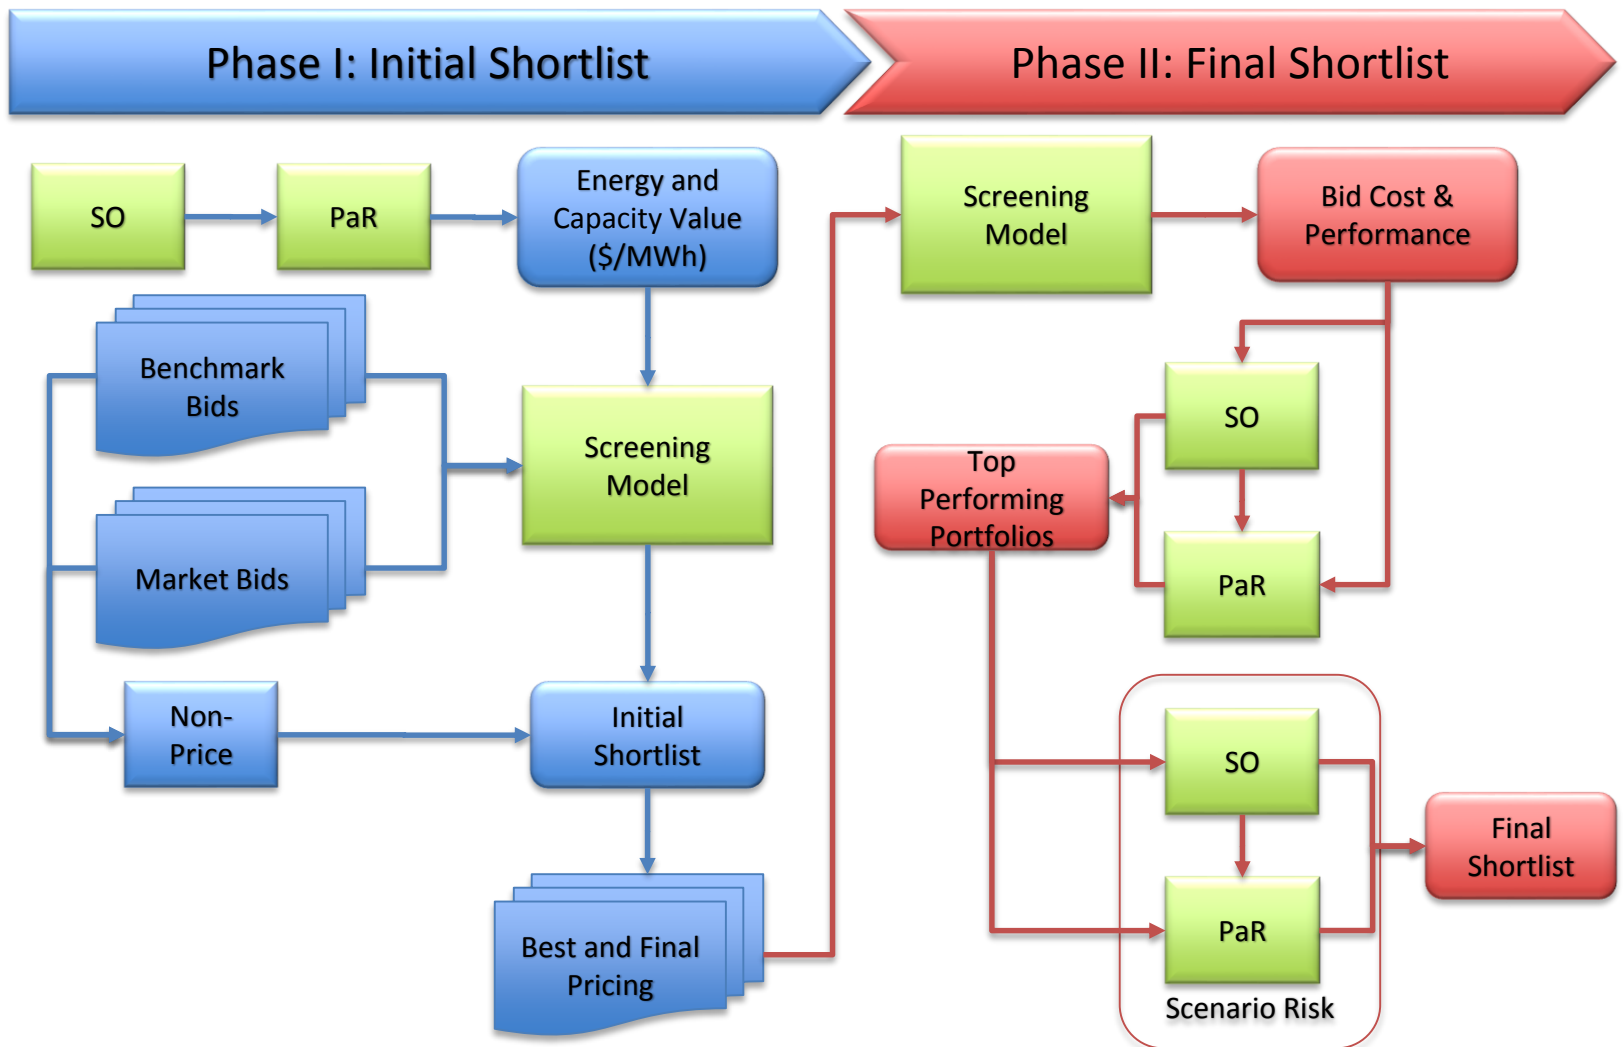 Phase I: Initial Shortlist
Phase II: Final Shortlist
SO
PaR
Energy and
Capacity Value
($/MWh)
Benchmark
Bids
Market Bids
Screening
Model
Non-
Price
Initial
Shortlist
Best and Final
Pricing
Screening
Model
Bid Cost &
Performance
SO
Top
Performing
Portfolios
PaR
SO
PaR
Scenario Risk
Final
Shortlist